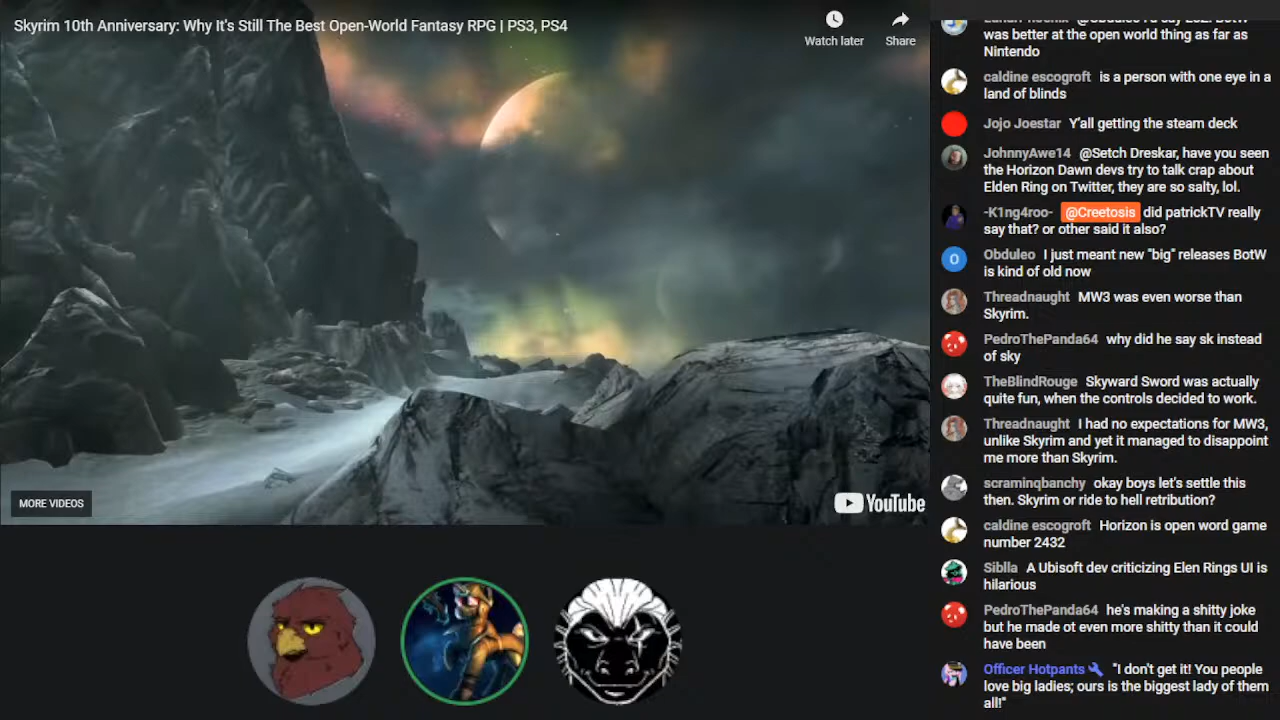 Skyrim 10th Anniversary: Why It's Still The Best Open-World Fantasy RPG | PS3, PS4
Watch later
Share
MORE VIDEOS
YouTube
was better at the open world thing as far as
Nintendo
caldine escogroft is a person with one eye in a
land of blinds
Jojo Joestar Y'all getting the steam deck
JohnnyAwe14 @Setch Dreskar, have you seen
the Horizon Dawn devs try to talk crap about
Elden Ring on Twitter, they are so salty, lol.
-K1ng4roo- @Creetosis did patrickTV really
say that? or other said it also?
O
Obduleo I just meant new "big" releases BotW
is kind of old now
Threadnaught MW3 was even worse than
Skyrim.
PedroThePanda64 why did he say sk instead
of sky
TheBlindRouge Skyward Sword was actually
quite fun, when the controls decided to work.
Threadnaught I had no expectations for MW3,
unlike Skyrim and yet it managed to disappoint
me more than Skyrim.
scraminqbanchy okay boys let's settle this
then. Skyrim or ride to hell retribution?
caldine escogroft Horizon is open word game
number 2432
Siblla A Ubisoft dev criticizing Elen Rings UI is
hilarious
PedroThePanda64 he's making a shitty joke
but he made ot even more shitty than it could
have been
Officer Hotpants "I don't get it! You people
love big ladies; ours is the biggest lady of them
all!"